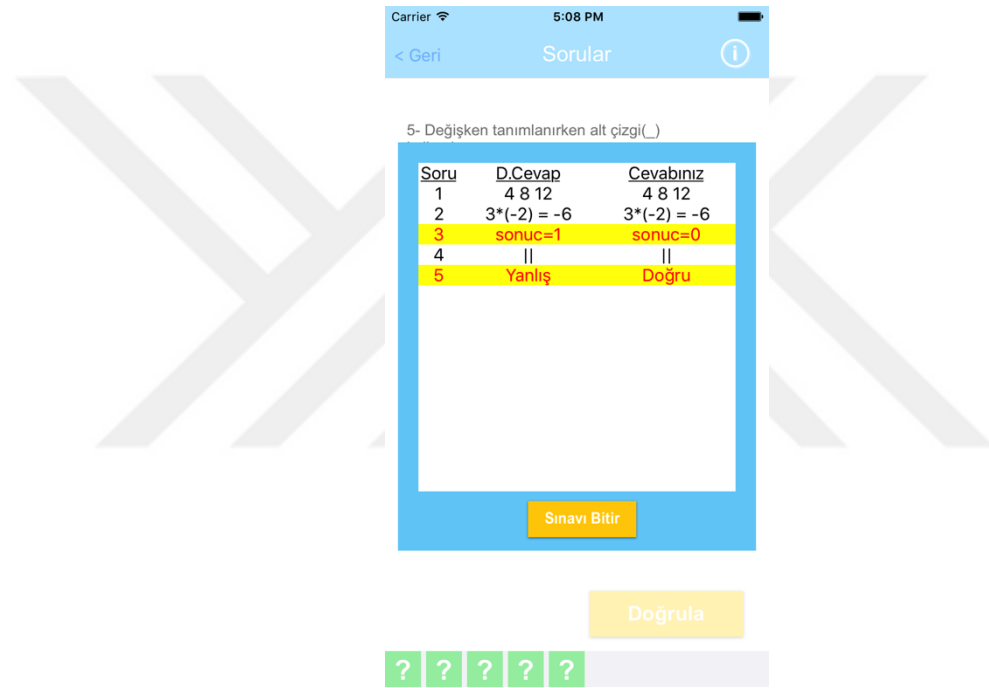 Carrier 5:08 PM
< Geri Sorular i
5- Değişken tanımlanırken alt çizgi(_)
Soru D.Cevap Cevabınız
1 4 8 12 4 8 12
2 3*(-2) = -6 3*(-2) = -6
3 sonuc=1 sonuc=0
4 || ||
5 Yanlış Doğru
Sınavı Bitir
Doğrula
? ? ? ? ?